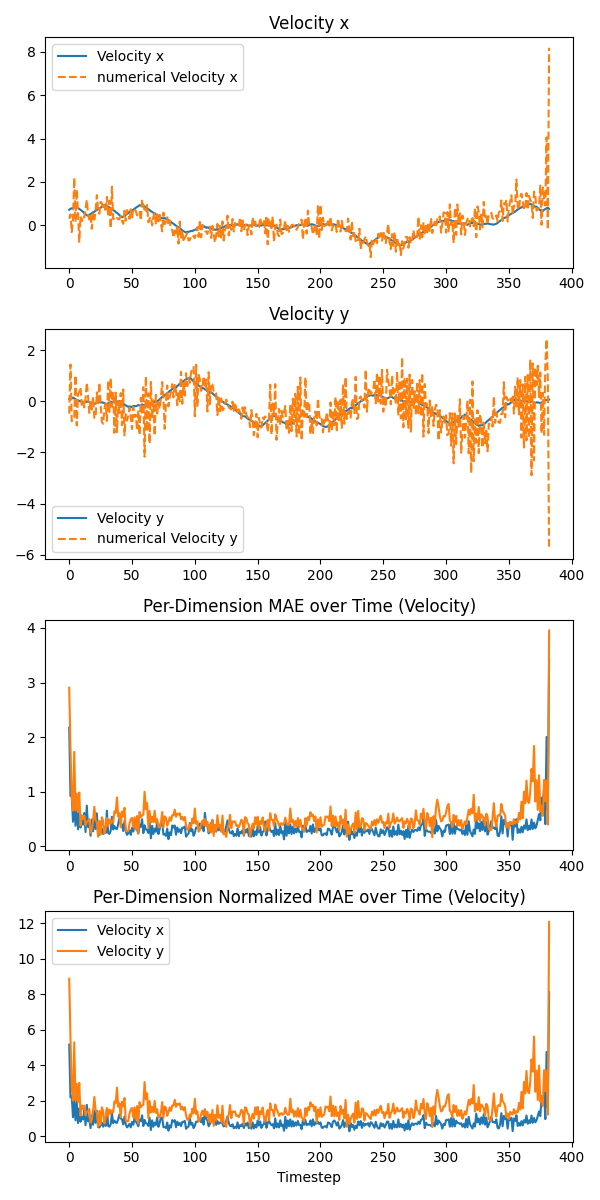 Velocity x
8
6
4
2
0
Velocity x
numerical Velocity x
0 50 100 150 200 250 300 350 400
Velocity y
2
0
−2
−4
−6
Velocity y
numerical Velocity y
0 50 100 150 200 250 300 350 400
Per-Dimension MAE over Time (Velocity)
4
3
2
1
0
0 50 100 150 200 250 300 350 400
Per-Dimension Normalized MAE over Time (Velocity)
12
10
8
6
4
2
0
Velocity x
Velocity y
0 50 100 150 200 250 300 350 400
Timestep